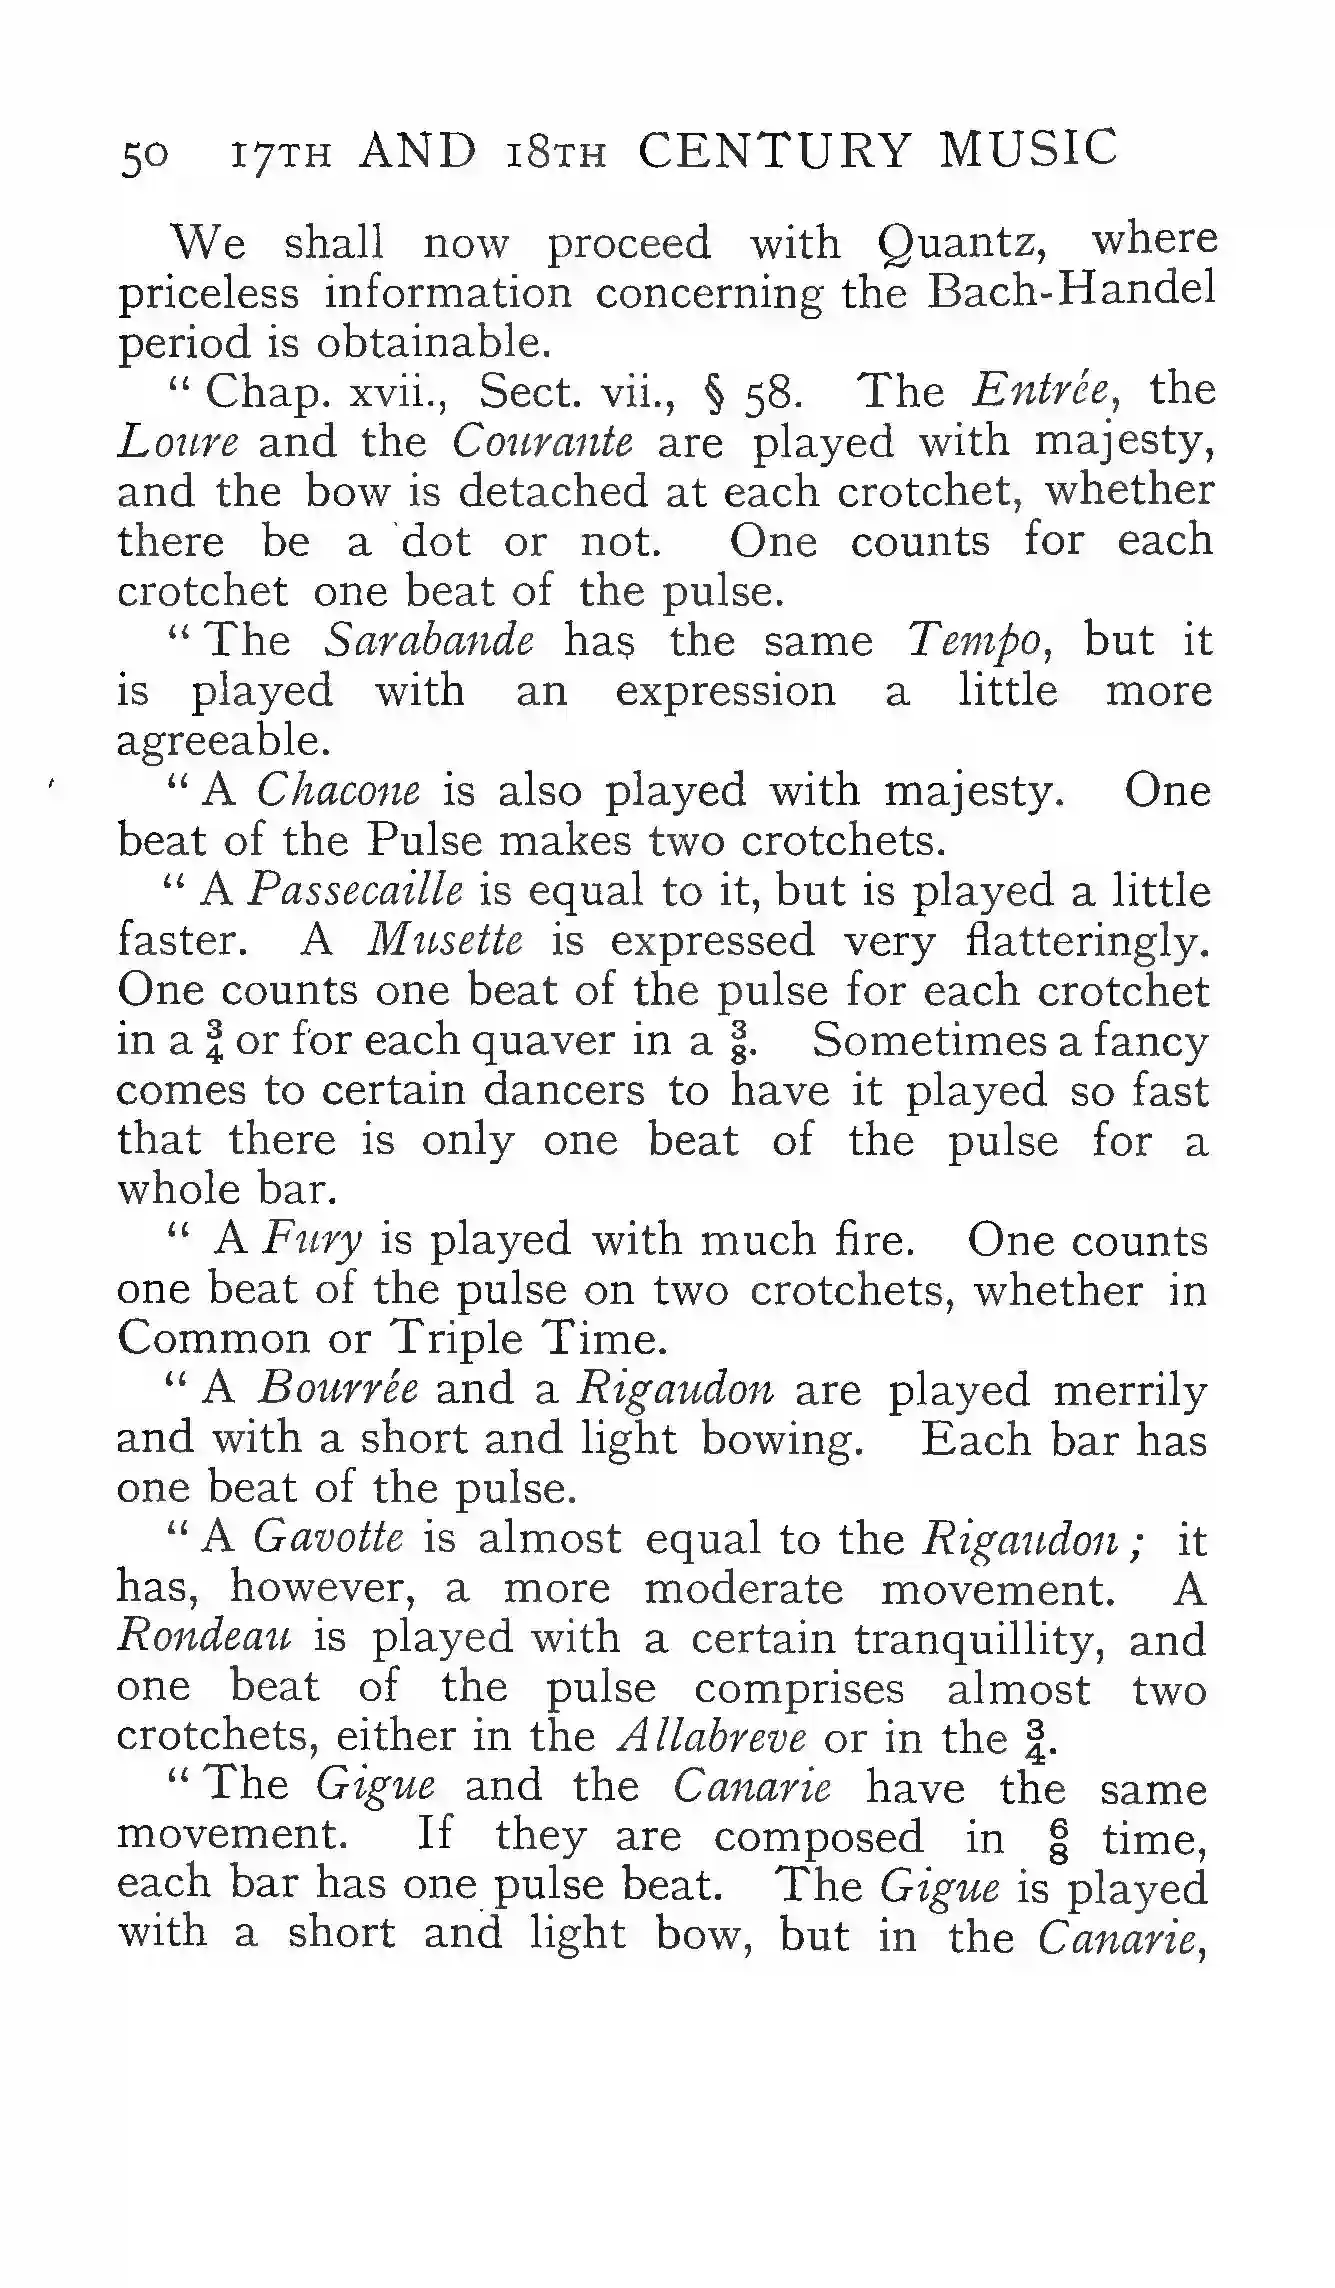 50 17TH AND 18TH CENTURY MUSIC
We shall now proceed with Quantz, where
priceless information concerning the Bach-Handel
period is obtainable.
“ Chap. xvii., Sect. vii., § 58. The Entrée, the
Loure and the Courante are played with majesty,
and the bow is detached at each crotchet, whether
there be a dot or not. One counts for each
crotchet one beat of the pulse.
“ The Sarabande has the same Tempo, but it
is played with an expression a little more
agreeable.
“ A Chacone is also played with majesty. One
beat of the Pulse makes two crotchets.
“ A Passecaille is equal to it, but is played a little
faster. A Musette is expressed very flatteringly.
One counts one beat of the pulse for each crotchet
in a 3/4 or for each quaver in a 3/8. Sometimes a fancy
comes to certain dancers to have it played so fast
that there is only one beat of the pulse for a
whole bar.
“ A Fury is played with much fire. One counts
one beat of the pulse on two crotchets, whether in
Common or Triple Time.
“ A Bourrée and a Rigaudon are played merrily
and with a short and light bowing. Each bar has
one beat of the pulse.
“ A Gavotte is almost equal to the Rigaudon ; it
has, however, a more moderate movement. A
Rondeau is played with a certain tranquillity, and
one beat of the pulse comprises almost two
crotchets, either in the Allabreve or in the 3/4.
“ The Gigue and the Canarie have the same
movement. If they are composed in 6/8 time,
each bar has one pulse beat. The Gigue is played
with a short and light bow, but in the Canarie,